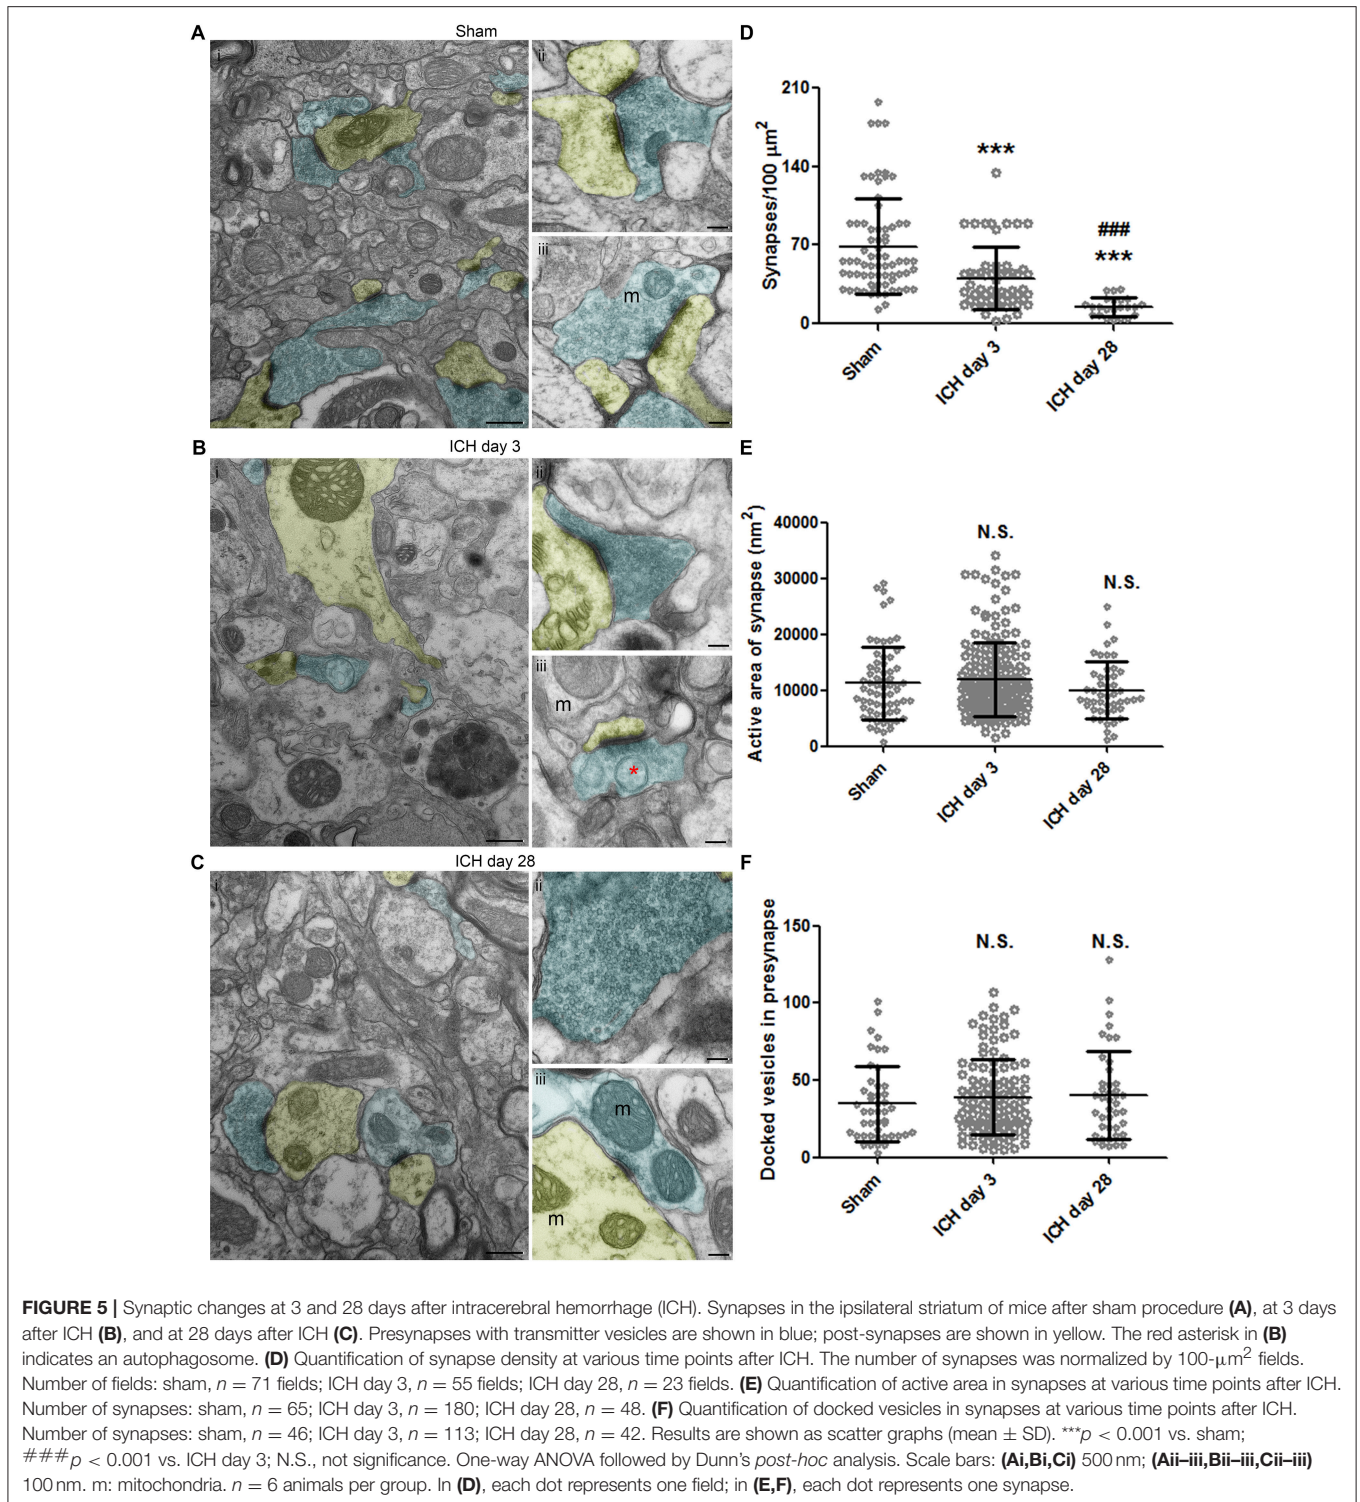 A
Sham
i
ii
iii
m
B
ICH day 3
i
ii
iii
m
*
C
ICH day 28
i
ii
iii
m
m
D
Synapses/100 μm²
210
140
70
0
***
###
***
Sham
ICH day 3
ICH day 28
E
Active area of synapse (nm²)
40000
30000
20000
10000
0
N.S.
N.S.
Sham
ICH day 3
ICH day 28
F
Docked vesicles in presynapse
150
100
50
0
N.S.
N.S.
Sham
ICH day 3
ICH day 28
FIGURE 5 | Synaptic changes at 3 and 28 days after intracerebral hemorrhage (ICH). Synapses in the ipsilateral striatum of mice after sham procedure (A), at 3 days
after ICH (B), and at 28 days after ICH (C). Presynapses with transmitter vesicles are shown in blue; post-synapses are shown in yellow. The red asterisk in (B)
indicates an autophagosome. (D) Quantification of synapse density at various time points after ICH. The number of synapses was normalized by 100-μm² fields.
Number of fields: sham, n = 71 fields; ICH day 3, n = 55 fields; ICH day 28, n = 23 fields. (E) Quantification of active area in synapses at various time points after ICH.
Number of synapses: sham, n = 65; ICH day 3, n = 180; ICH day 28, n = 48. (F) Quantification of docked vesicles in synapses at various time points after ICH.
Number of synapses: sham, n = 46; ICH day 3, n = 113; ICH day 28, n = 42. Results are shown as scatter graphs (mean ± SD). ***p < 0.001 vs. sham;
###p < 0.001 vs. ICH day 3; N.S., not significance. One-way ANOVA followed by Dunn's post-hoc analysis. Scale bars: (Ai,Bi,Ci) 500 nm; (Aii–iii,Bii–iii,Cii–iii)
100 nm. m: mitochondria. n = 6 animals per group. In (D), each dot represents one field; in (E,F), each dot represents one synapse.